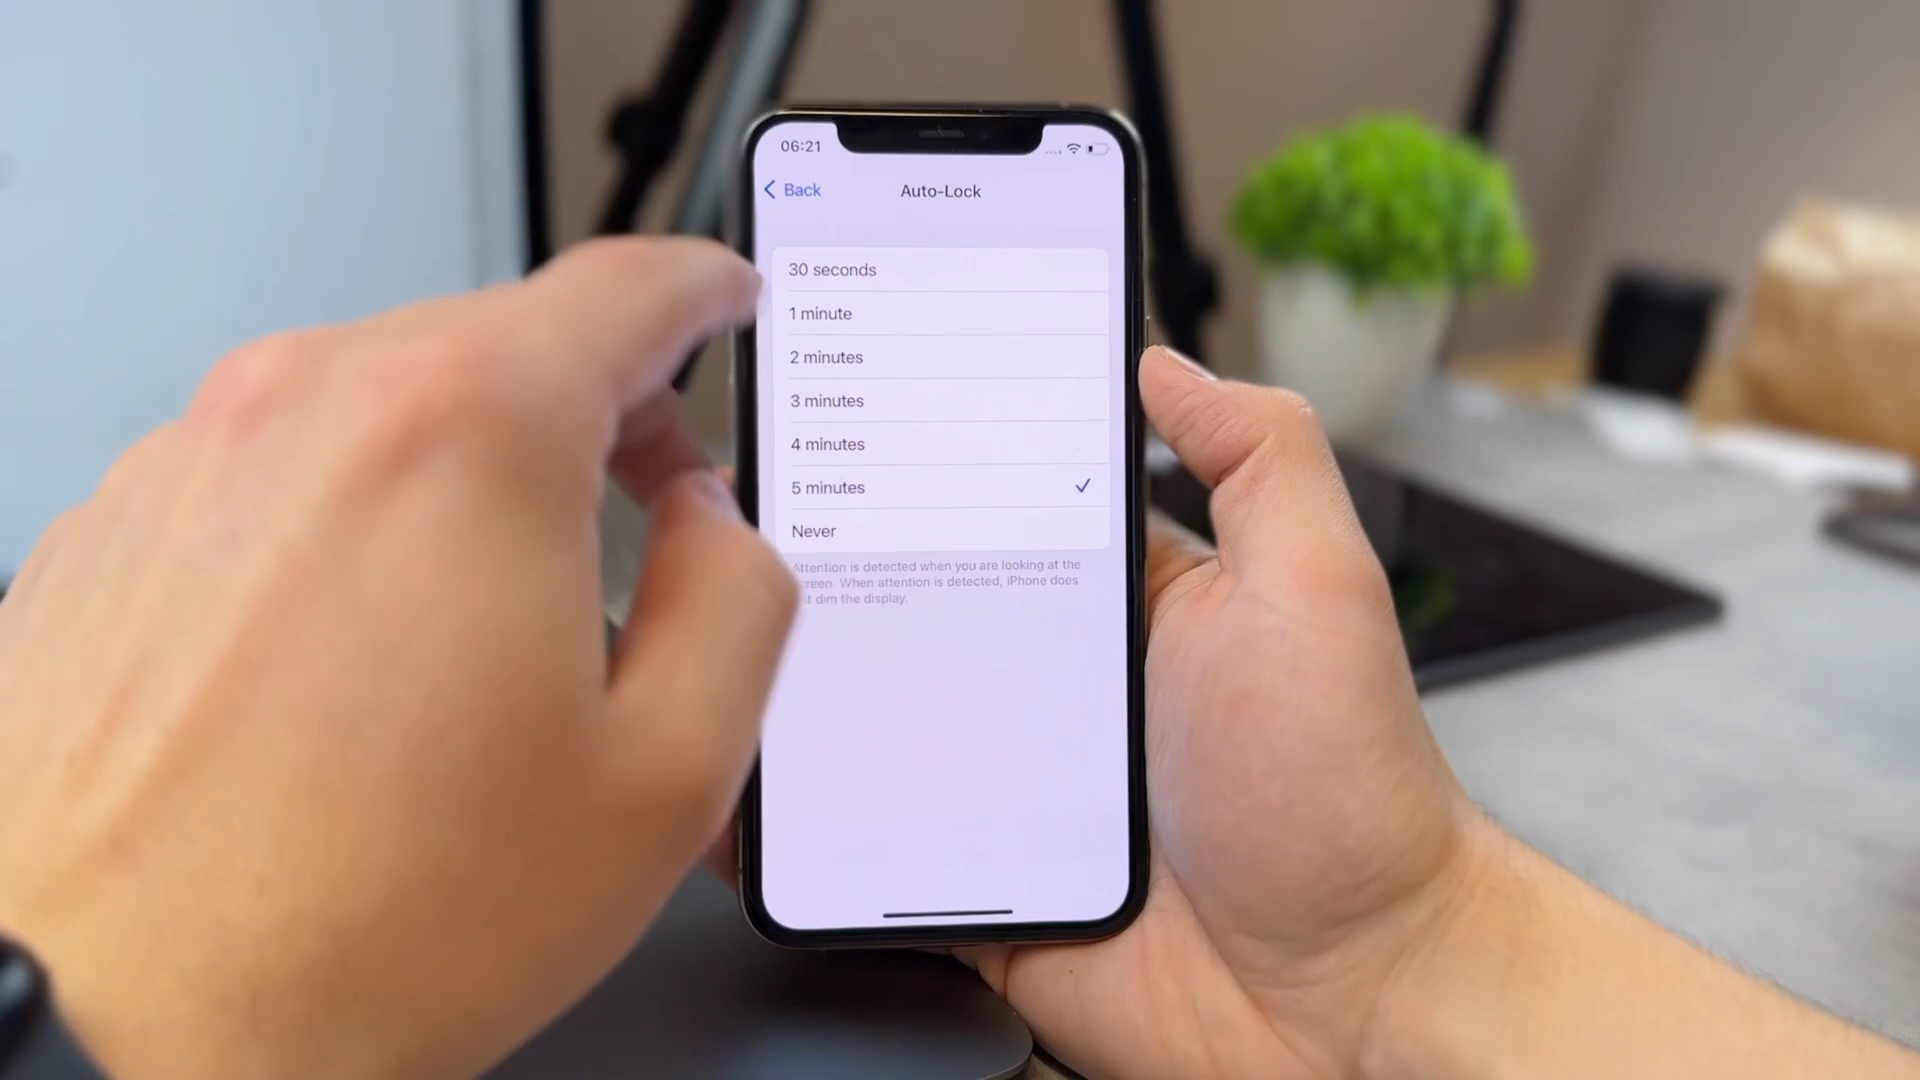 06:21
Back
Auto-Lock
30 seconds
1 minute
2 minutes
3 minutes
4 minutes
5 minutes
Never
Attention is detected when you are looking at the
When attention is detected, iPhone does
dim the display.